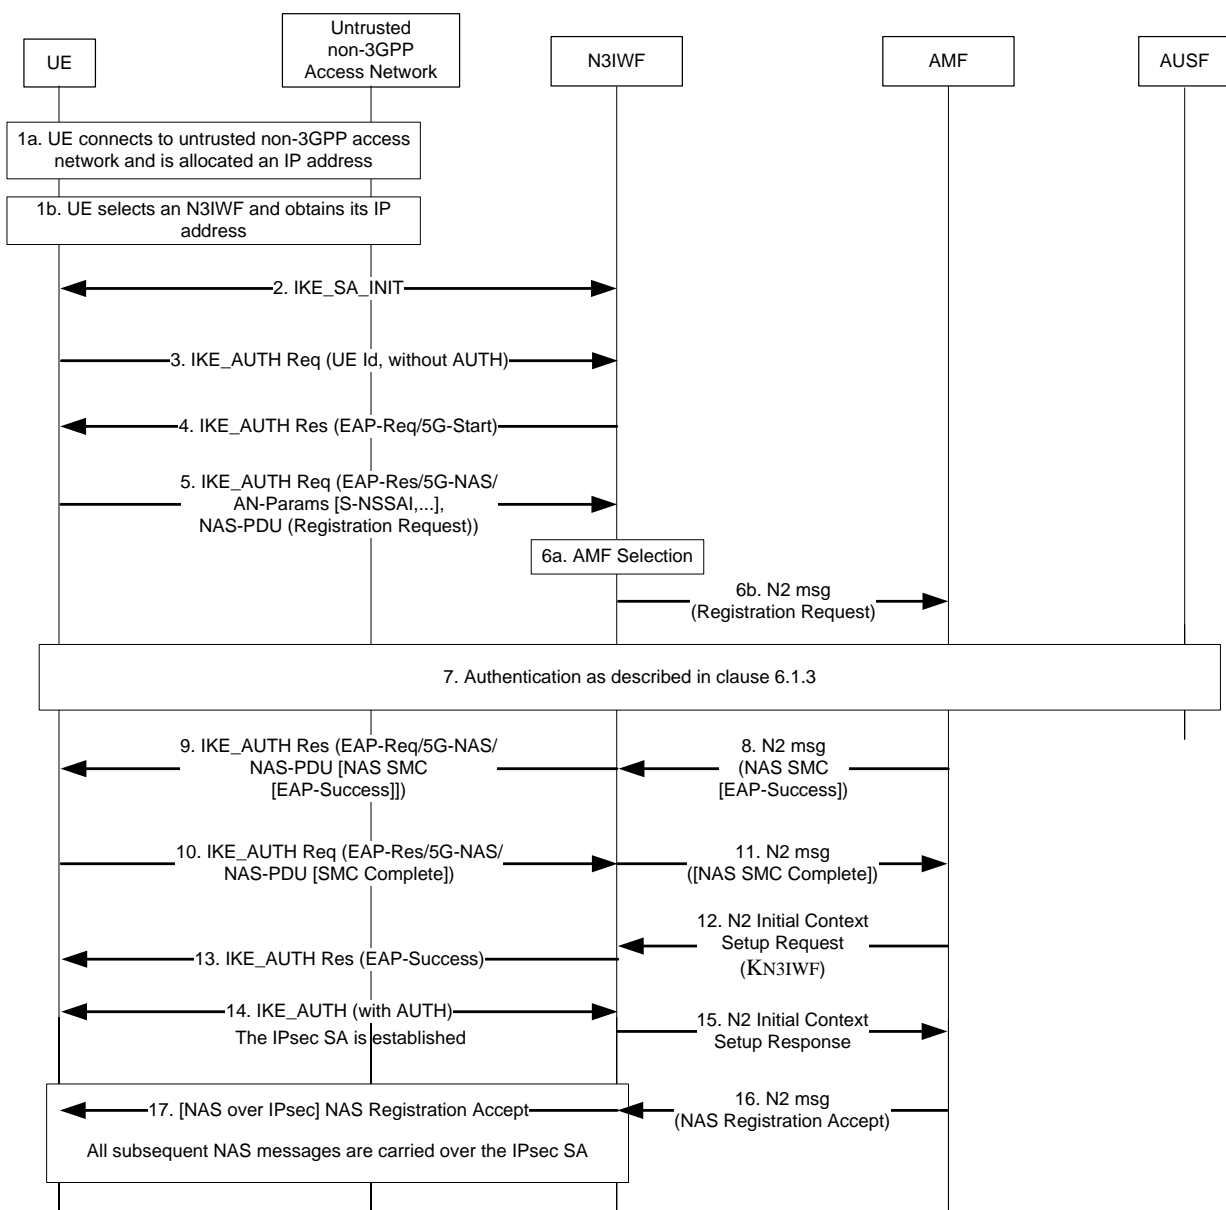 UE
Untrusted
non-3GPP
Access Network
N3IWF
AMF
AUSF
1a. UE connects to untrusted non-3GPP access
network and is allocated an IP address
1b. UE selects an N3IWF and obtains its IP
address
2. IKE_SA_INIT
3. IKE_AUTH Req (UE Id, without AUTH)
4. IKE_AUTH Res (EAP-Req/5G-Start)
5. IKE_AUTH Req (EAP-Res/5G-NAS/
AN-Params [S-NSSAI,...],
NAS-PDU (Registration Request))
6a. AMF Selection
6b. N2 msg
(Registration Request)
7. Authentication as described in clause 6.1.3
9. IKE_AUTH Res (EAP-Req/5G-NAS/
NAS-PDU [NAS SMC
[EAP-Success]])
8. N2 msg
(NAS SMC
[EAP-Success])
10. IKE_AUTH Req (EAP-Res/5G-NAS/
NAS-PDU [SMC Complete])
11. N2 msg
([NAS SMC Complete])
12. N2 Initial Context
Setup Request
(KN3IWF)
13. IKE_AUTH Res (EAP-Success)
14. IKE_AUTH (with AUTH)
The IPsec SA is established
15. N2 Initial Context
Setup Response
17. [NAS over IPsec] NAS Registration Accept
16. N2 msg
(NAS Registration Accept)
All subsequent NAS messages are carried over the IPsec SA